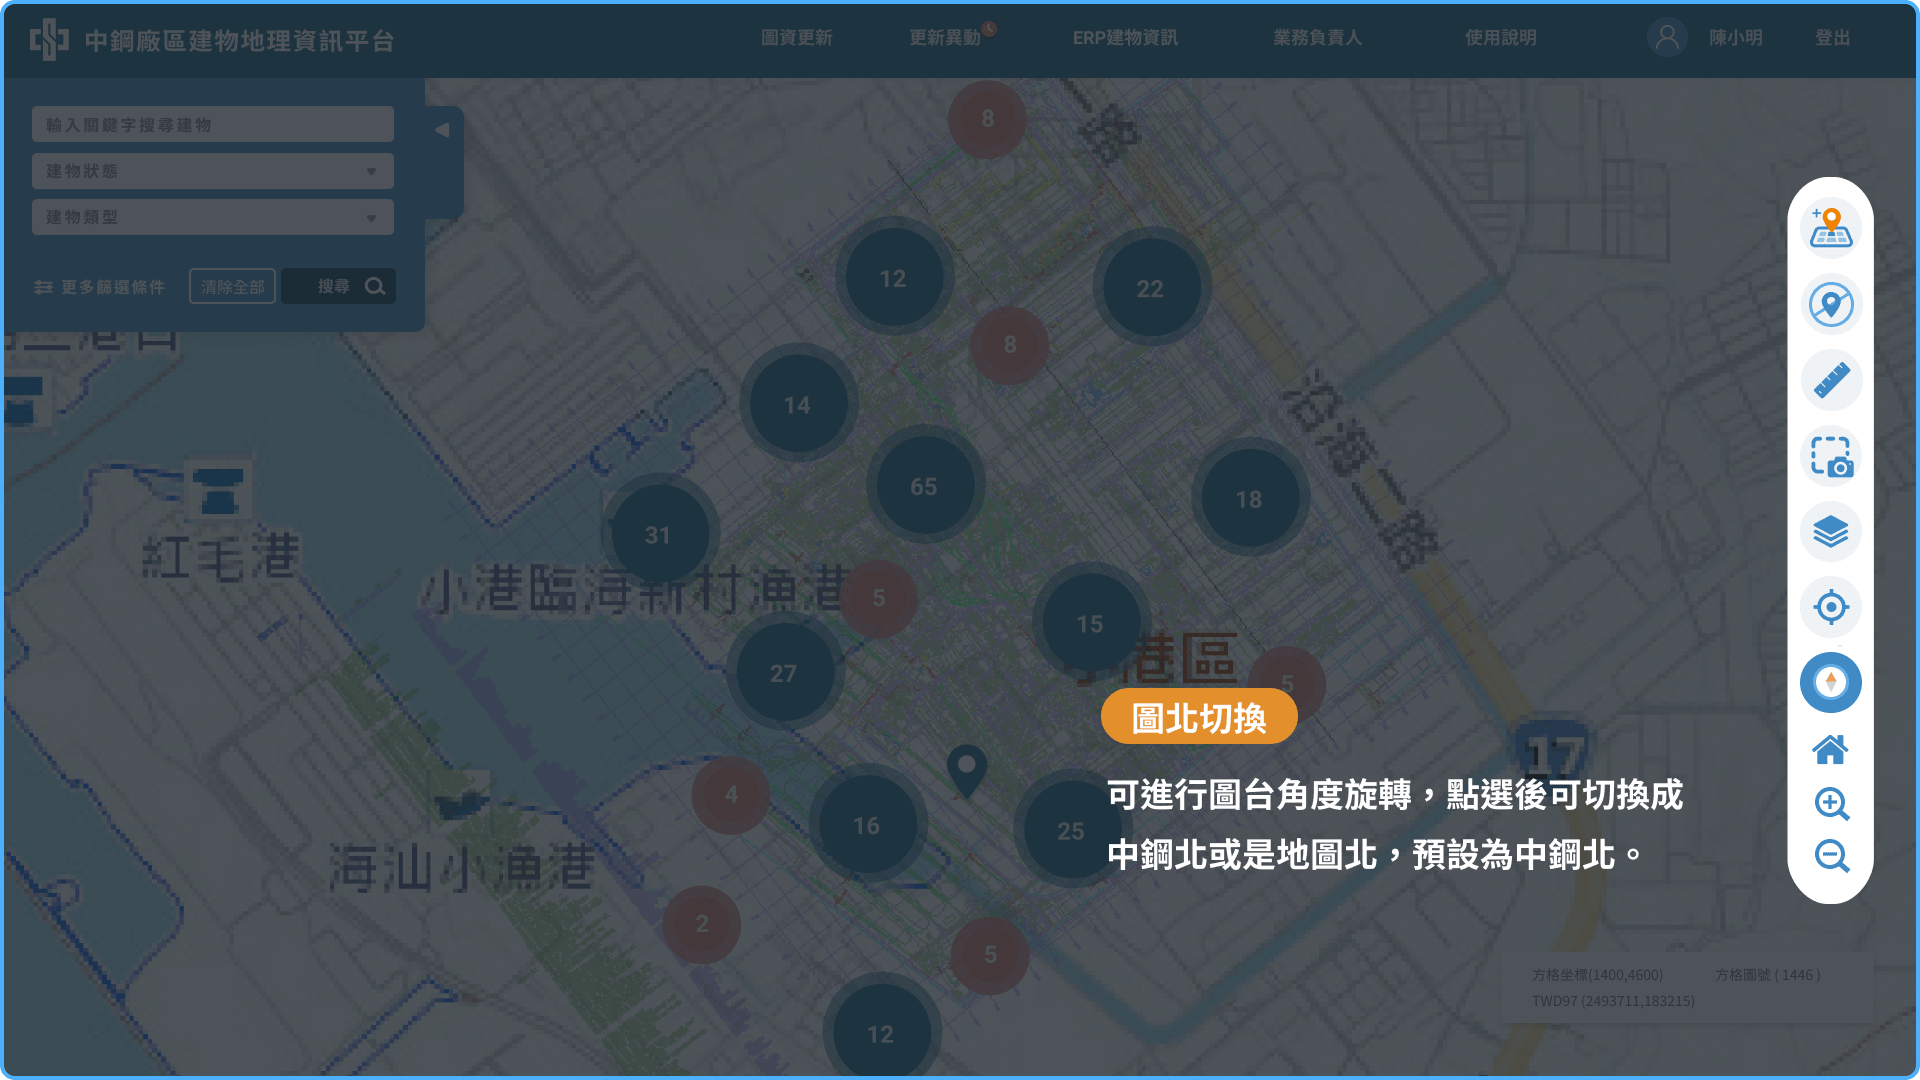 中鋼廠區建物地理資訊平台
圖資更新
更新異動
ERP建物資訊
業務負責人
使用說明
陳小明
登出
輸入關鍵字搜尋建物
建物狀態
建物類型
更多篩選條件
清除全部
搜尋
8
12
22
8
14
65
18
31
紅毛港
小港臨海新村漁港
5
15
小港區
27
5
圖北切換
17
可進行圖台角度旋轉，點選後可切換成
中鋼北或是地圖北，預設為中鋼北。
4
16
25
海汕小漁港
2
5
方格坐標(1400,4600)
方格圖號 ( 1446 )
TWD97 (2493711,183215)
12